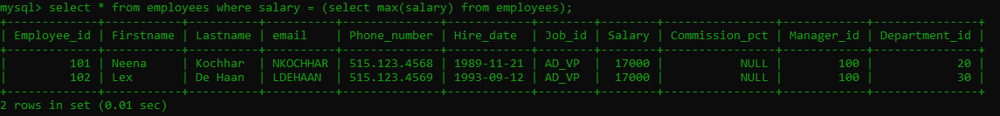 mysql> select * from employees where salary = (select max(salary) from employees);
+-------------+-----------+----------+----------+--------------+------------+--------+--------+----------------+------------+---------------+
| Employee_id | Firstname | Lastname | email    | Phone_number | Hire_date  | Job_id | Salary | Commission_pct | Manager_id | Department_id |
+-------------+-----------+----------+----------+--------------+------------+--------+--------+----------------+------------+---------------+
|         101 | Neena     | Kochhar  | NKOCHHAR | 515.123.4568 | 1989-11-21 | AD_VP  |  17000 |           NULL |        100 |            20 |
|         102 | Lex       | De Haan  | LDEHAAN  | 515.123.4569 | 1993-09-12 | AD_VP  |  17000 |           NULL |        100 |            30 |
+-------------+-----------+----------+----------+--------------+------------+--------+--------+----------------+------------+---------------+
2 rows in set (0.01 sec)